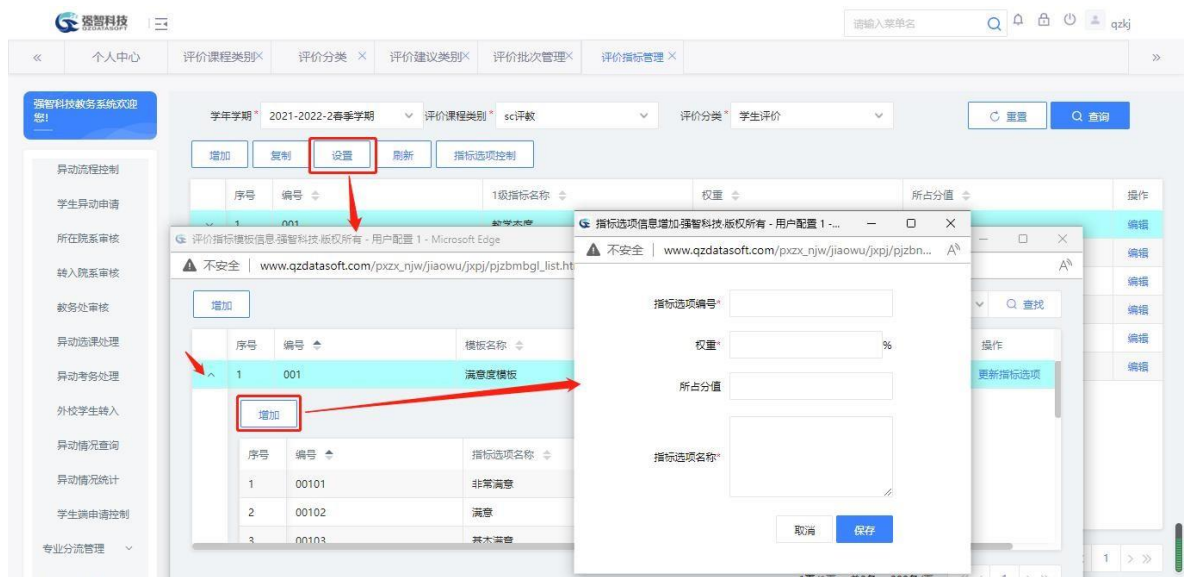 强智科技
QZDATASOFT
请输入菜单名
qzkj
个人中心
评价课程类别
评价分类
评价建议类别
评价批次管理
评价指标管理
强智科技教务系统欢迎
您!
学年学期* 2021-2022-2春季学期
评价课程类别* sci评教
评价分类* 学生评价
重置
查询
增加
复制
设置
刷新
指标选项控制
异动流程控制
学生异动申请
所在院系审核
转入院系审核
教务处审核
异动选课处理
异动考务处理
外校学生转入
异动情况查询
异动情况统计
学生端申请控制
专业分流管理
序号 编号 1级指标名称 权重 所占分值 操作
1 001 教学态度 编辑
编辑
编辑
编辑
编辑
编辑
评价指标模板信息-强智科技-版权所有 - 用户配置 1 - Microsoft Edge
不安全 www.qzdatasoft.com/pxzx_njw/jiaowu/jxpj/pjzbmbgl_list.ht
增加
查找
序号 编号 模板名称 操作
1 001 满意度模板 更新指标选项
增加
序号 编号 指标选项名称
1 00101 非常满意
2 00102 满意
3 00103 基本满意
指标选项信息增加-强智科技-版权所有 - 用户配置 1 -...
不安全 www.qzdatasoft.com/pxzx_njw/jiaowu/jxpj/pjzbn...
指标选项编号*
权重* %
所占分值
指标选项名称*
取消
保存
1